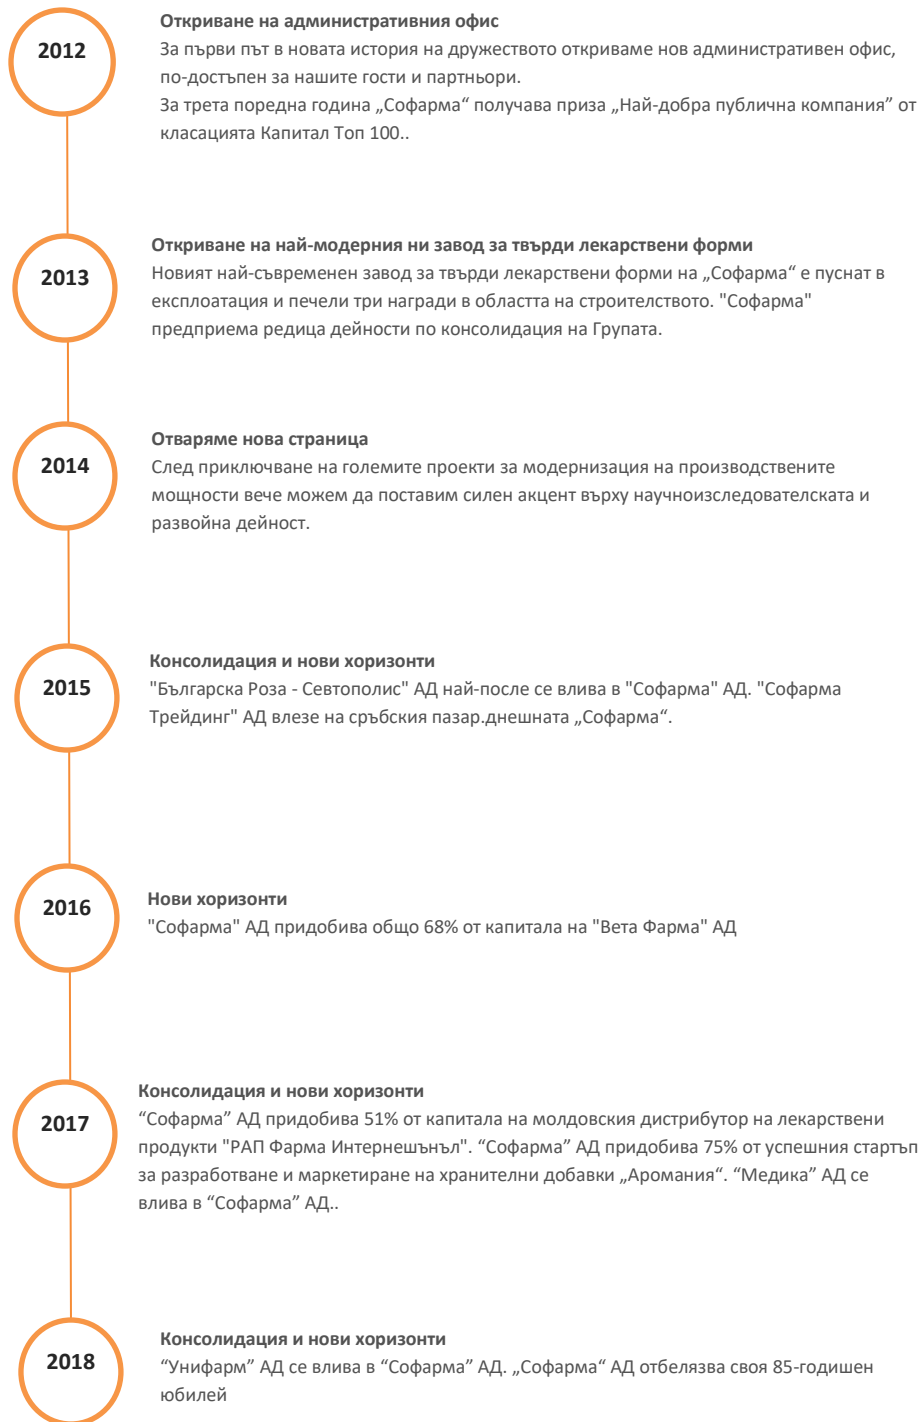 2012
Откриване на административния офис
За първи път в новата история на дружеството откриваме нов административен офис,
по-достъпен за нашите гости и партньори.
За трета поредна година „Софарма“ получава приза „Най-добра публична компания” от
класацията Капитал Топ 100..
2013
Откриване на най-модерния ни завод за твърди лекарствени форми
Новият най-съвременен завод за твърди лекарствени форми на „Софарма“ е пуснат в
експлоатация и печели три награди в областта на строителството. "Софарма"
предприема редица дейности по консолидация на Групата.
2014
Отваряме нова страница
След приключване на големите проекти за модернизация на производствените
мощности вече можем да поставим силен акцент върху научноизследователската и
развойна дейност.
2015
Консолидация и нови хоризонти
"Българска Роза - Севтополис" АД най-после се влива в "Софарма" АД. "Софарма
Трейдинг" АД влезе на сръбския пазар.днешната „Софарма“.
2016
Нови хоризонти
"Софарма" АД придобива общо 68% от капитала на "Вета Фарма" АД
2017
Консолидация и нови хоризонти
“Софарма” АД придобива 51% от капитала на молдовския дистрибутор на лекарствени
продукти "РАП Фарма Интернешънъл". “Софарма” АД придобива 75% от успешния стартъп
за разработване и маркетиране на хранителни добавки „Аромания“. “Медика” АД се
влива в “Софарма” АД..
2018
Консолидация и нови хоризонти
“Унифарм” АД се влива в “Софарма” АД. „Софарма“ АД отбелязва своя 85-годишен
юбилей